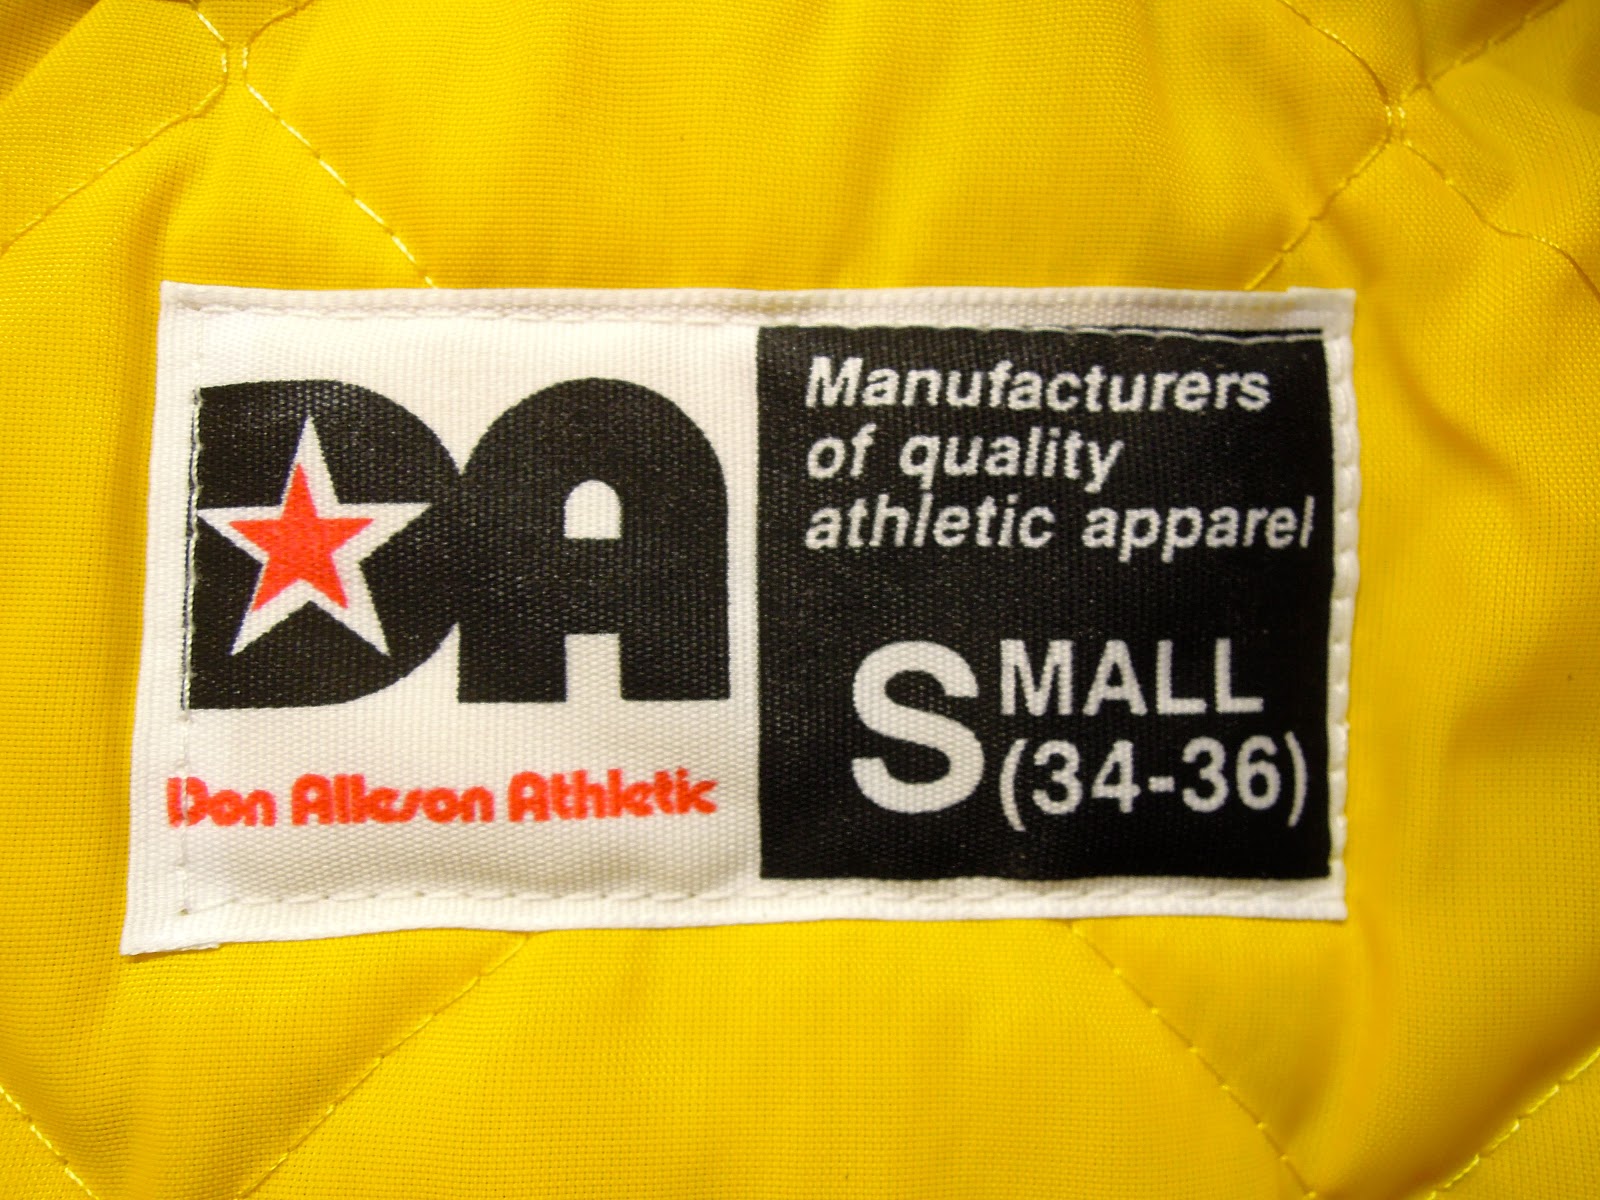 DA
Don Alleson Athletic
Manufacturers
of quality
athletic apparel
SMALL
(34-36)